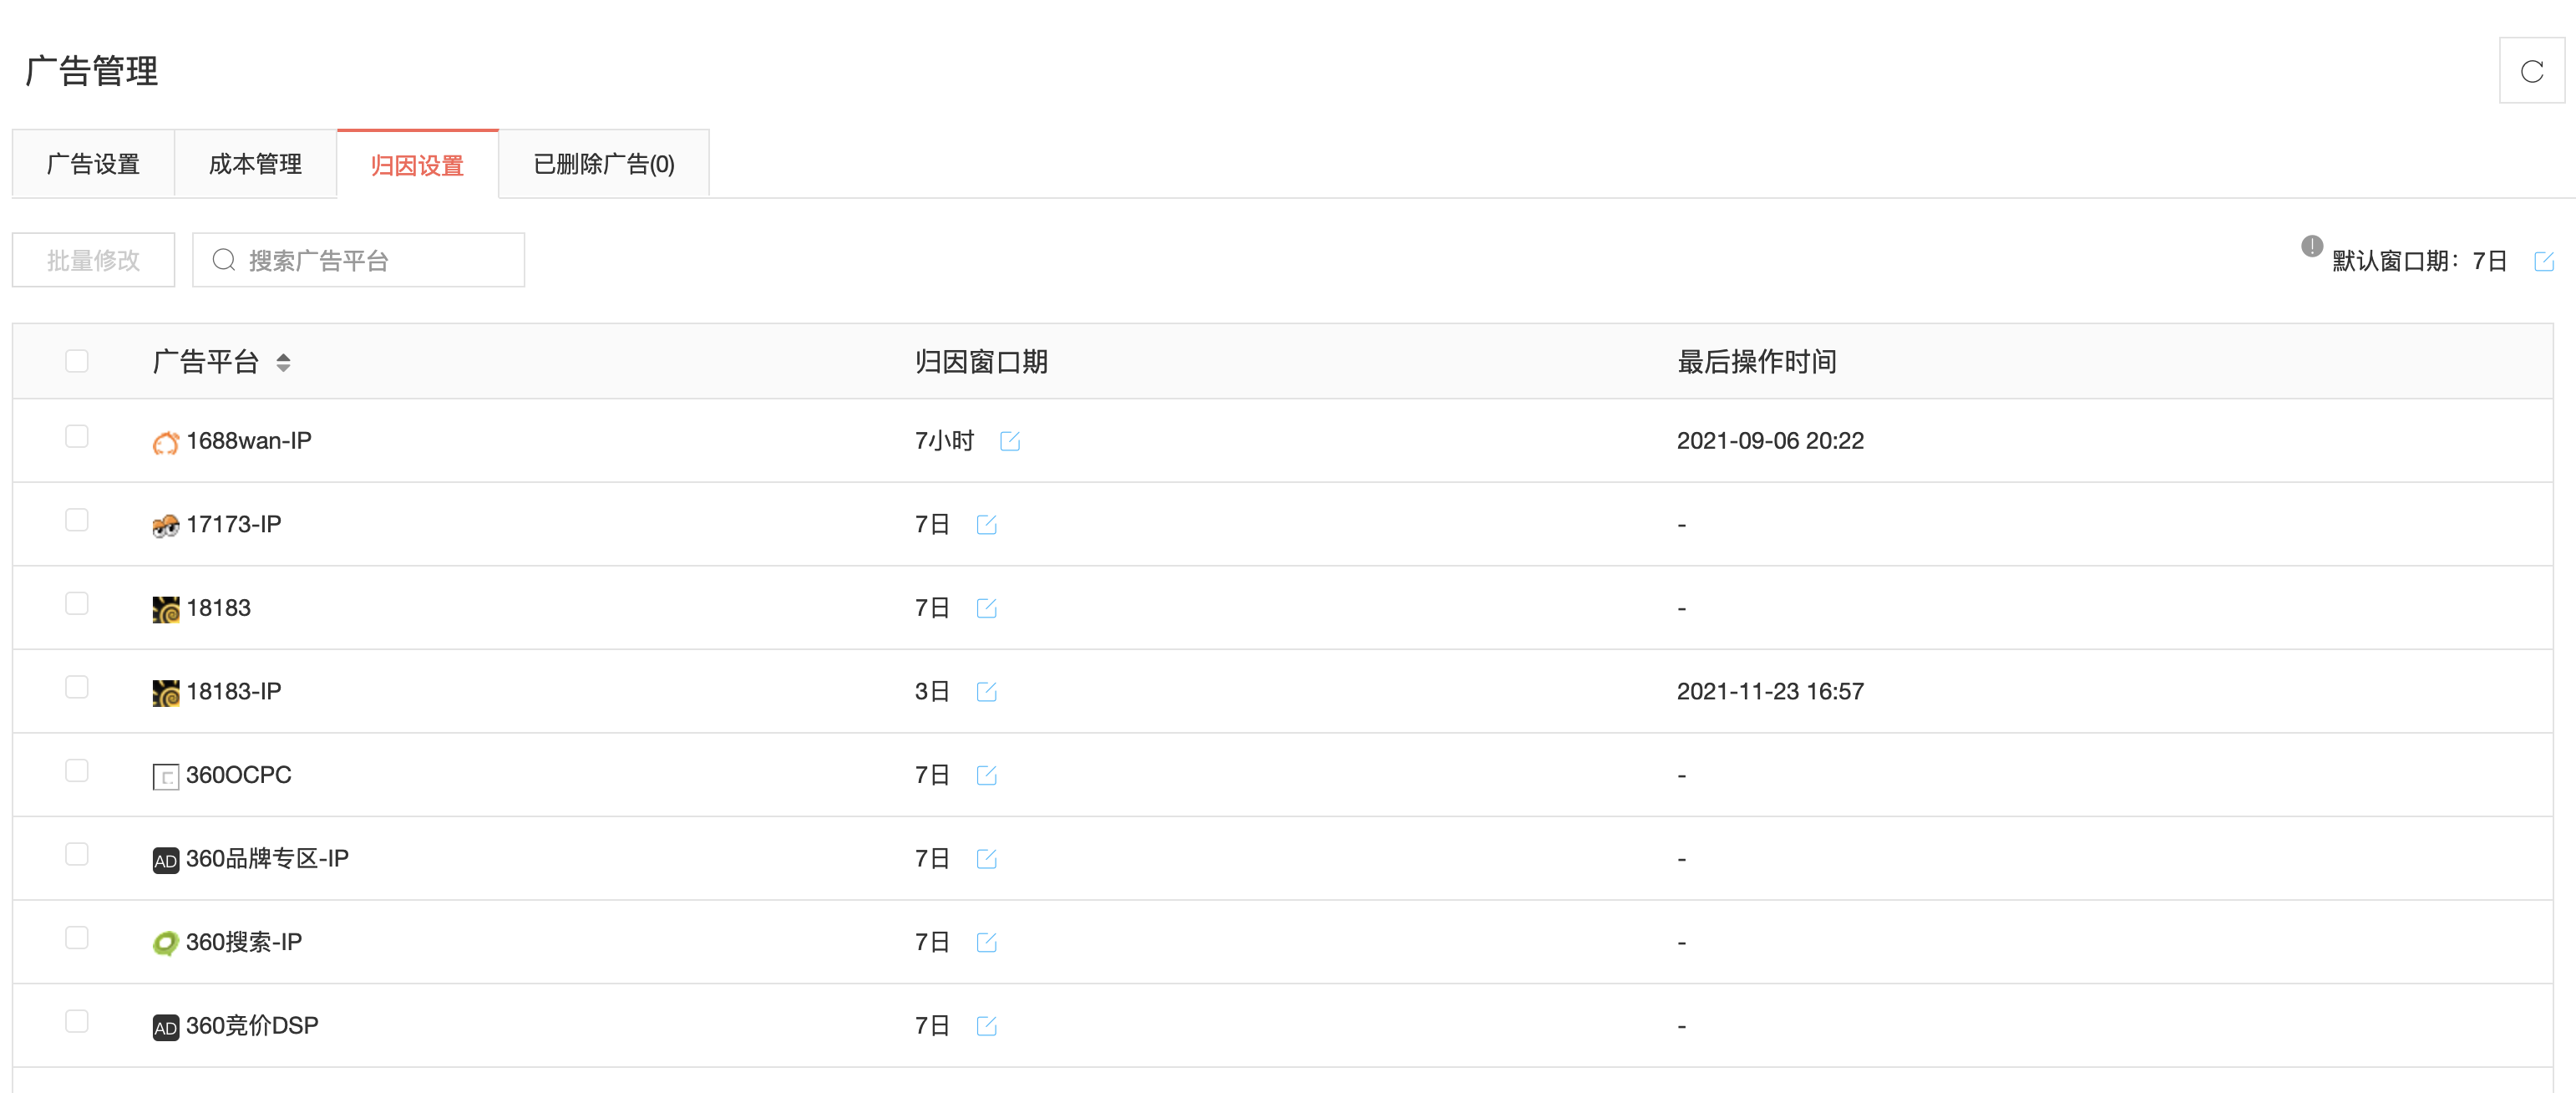 广告管理
广告设置 成本管理 归因设置 已删除广告(0)
批量修改 搜索广告平台 默认窗口期：7日
广告平台 归因窗口期 最后操作时间
1688wan-IP 7小时 2021-09-06 20:22
17173-IP 7日 -
18183 7日 -
18183-IP 3日 2021-11-23 16:57
360OCPC 7日 -
AD 360品牌专区-IP 7日 -
360搜索-IP 7日 -
AD 360竞价DSP 7日 -